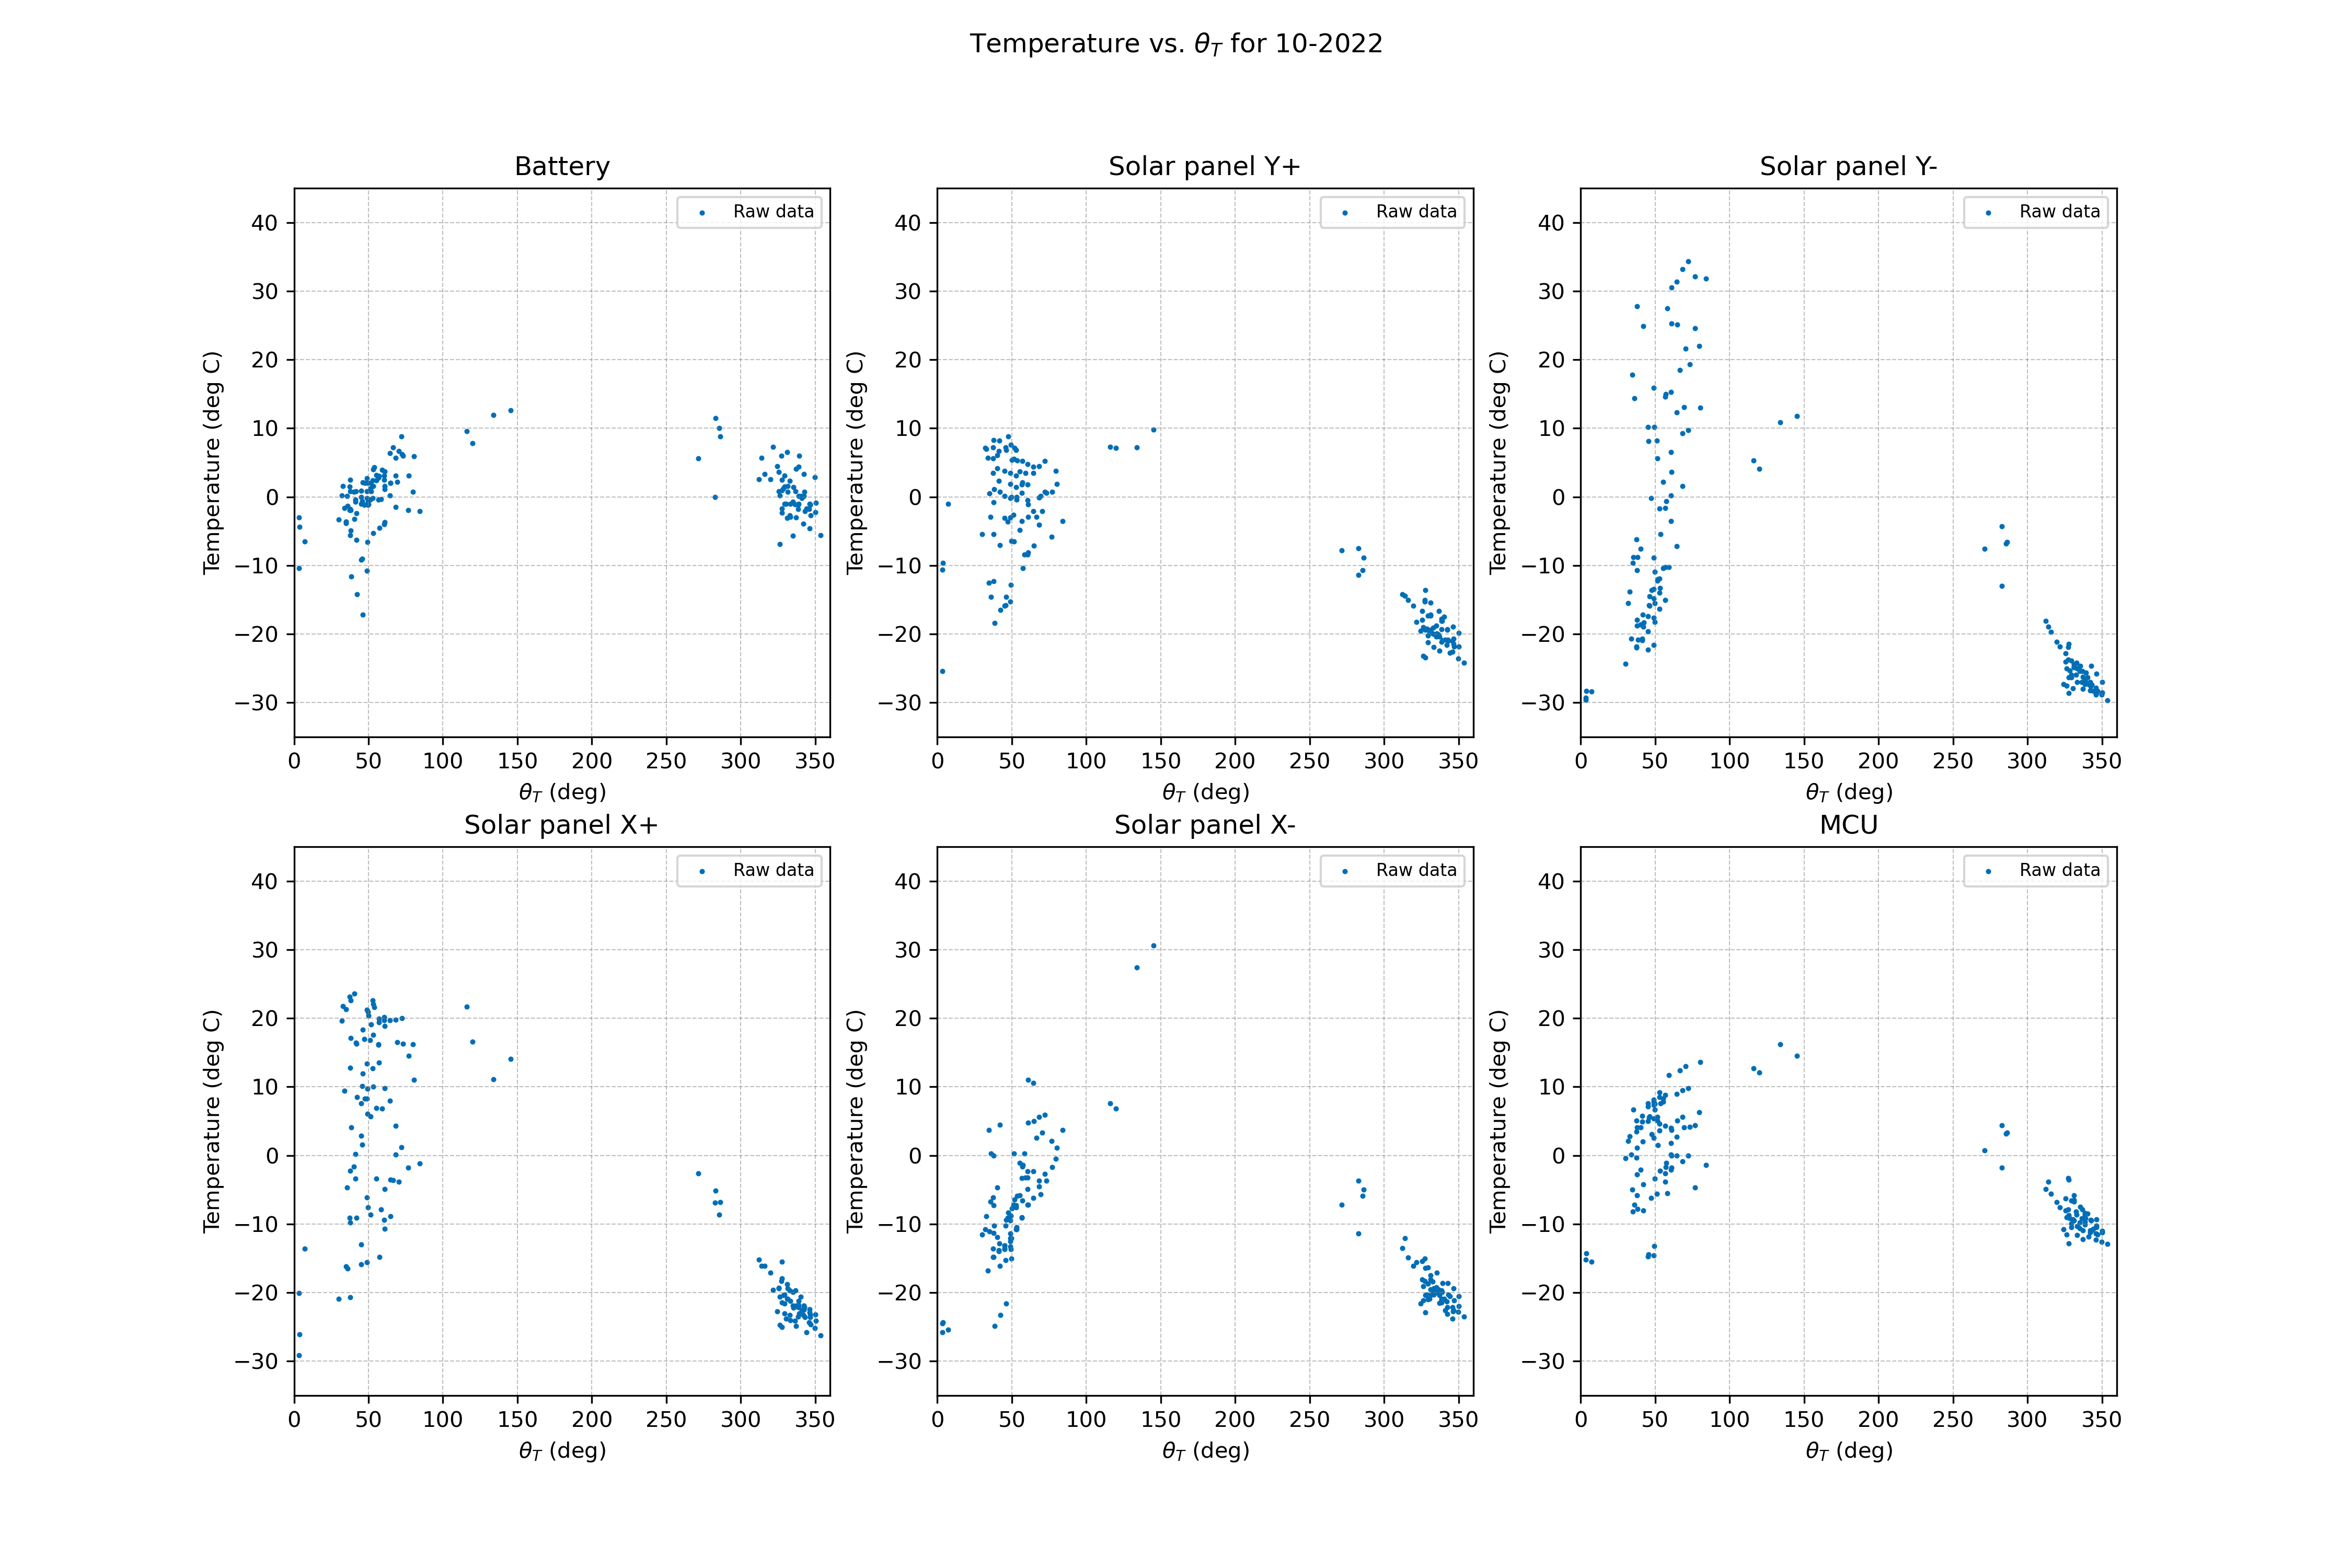 Temperature vs. θ_T for 10-2022
Battery
Solar panel Y+
Solar panel Y-
Raw data
Raw data
Raw data
40
30
20
10
0
−10
−20
−30
Temperature (deg C)
0 50 100 150 200 250 300 350
θ_T (deg)
40
30
20
10
0
−10
−20
−30
Temperature (deg C)
0 50 100 150 200 250 300 350
θ_T (deg)
40
30
20
10
0
−10
−20
−30
Temperature (deg C)
0 50 100 150 200 250 300 350
θ_T (deg)
Solar panel X+
Solar panel X-
MCU
Raw data
Raw data
Raw data
40
30
20
10
0
−10
−20
−30
Temperature (deg C)
0 50 100 150 200 250 300 350
θ_T (deg)
40
30
20
10
0
−10
−20
−30
Temperature (deg C)
0 50 100 150 200 250 300 350
θ_T (deg)
40
30
20
10
0
−10
−20
−30
Temperature (deg C)
0 50 100 150 200 250 300 350
θ_T (deg)